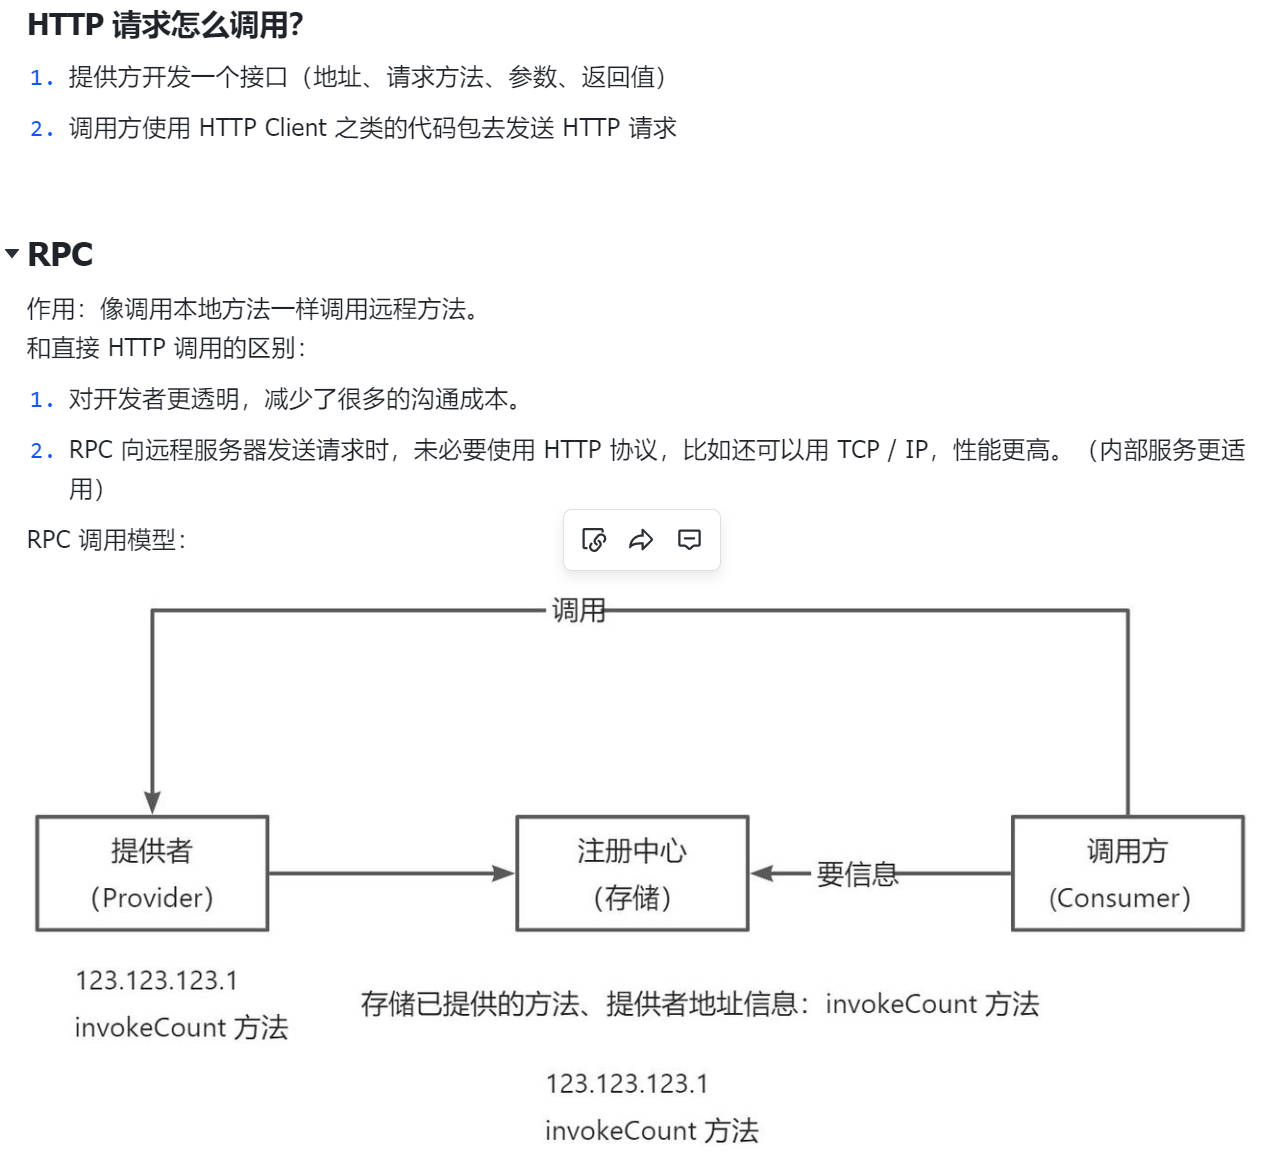 HTTP 请求怎么调用?
1. 提供方开发一个接口（地址、请求方法、参数、返回值）
2. 调用方使用 HTTP Client 之类的代码包去发送 HTTP 请求
RPC
作用：像调用本地方法一样调用远程方法。
和直接 HTTP 调用的区别：
1. 对开发者更透明，减少了很多的沟通成本。
2. RPC 向远程服务器发送请求时，未必要使用 HTTP 协议，比如还可以用 TCP / IP，性能更高。（内部服务更适
用）
RPC 调用模型：
调用
提供者
（Provider）
注册中心
（存储）
要信息
调用方
(Consumer）
123.123.123.1
invokeCount 方法
存储已提供的方法、提供者地址信息：invokeCount 方法
123.123.123.1
invokeCount 方法